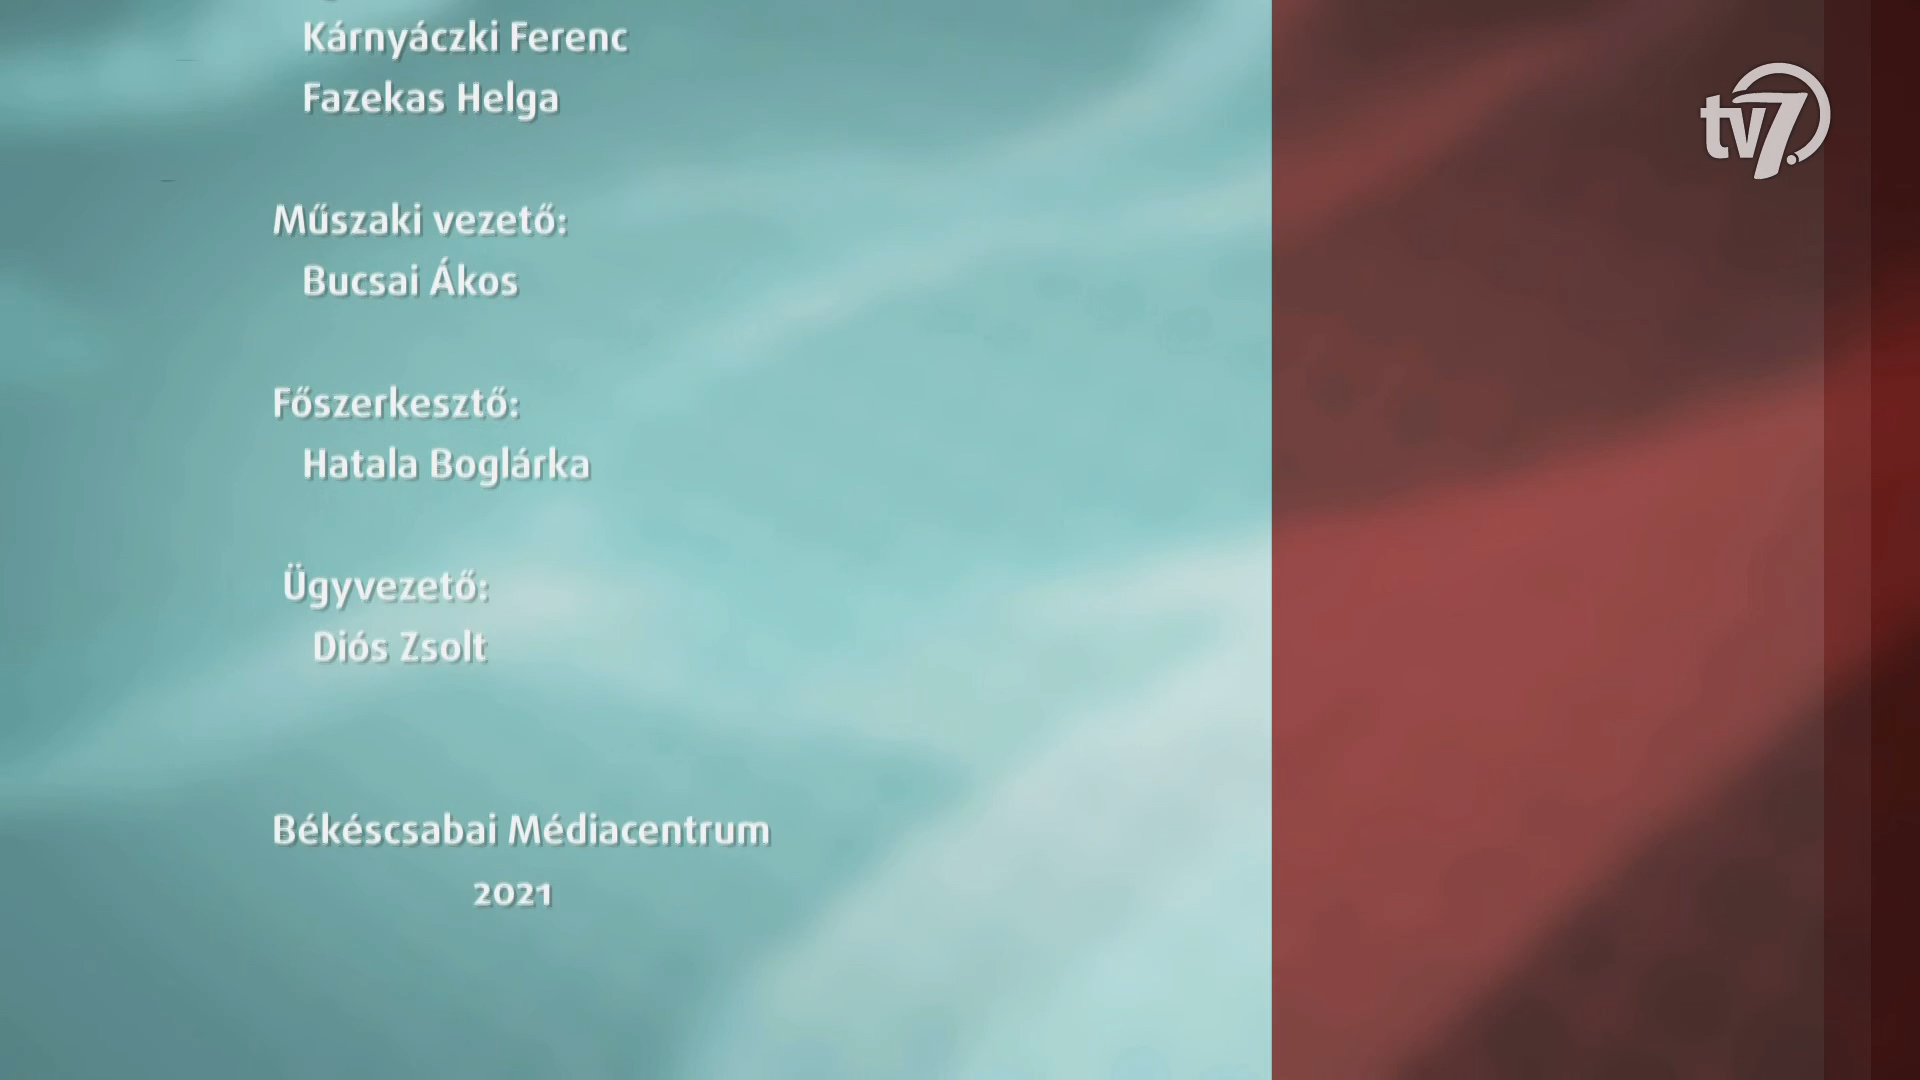 Kárnyáczki Ferenc
Fazekas Helga
Műszaki vezető:
Bucsai Ákos
Főszerkesztő:
Hatala Boglárka
Ügyvezető:
Diós Zsolt
Békéscsabai Médiacentrum
2021
tv7